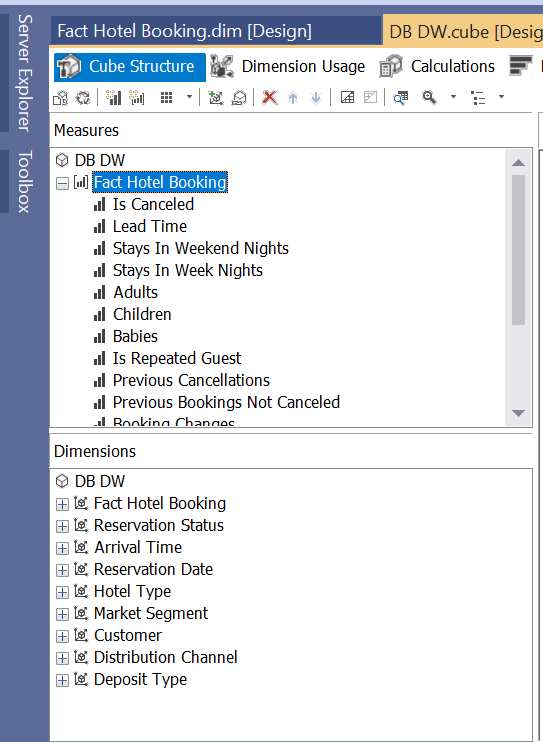 Server Explorer
Toolbox
Fact Hotel Booking.dim [Design]
DB DW.cube [Desig
Cube Structure
Dimension Usage
Calculations
Measures
DB DW
Fact Hotel Booking
Is Canceled
Lead Time
Stays In Weekend Nights
Stays In Week Nights
Adults
Children
Babies
Is Repeated Guest
Previous Cancellations
Previous Bookings Not Canceled
Booking Changes
Dimensions
DB DW
Fact Hotel Booking
Reservation Status
Arrival Time
Reservation Date
Hotel Type
Market Segment
Customer
Distribution Channel
Deposit Type